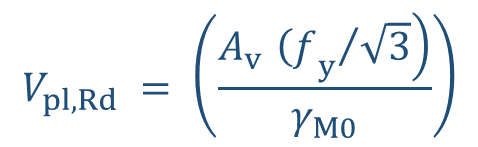 V_pl,Rd = (A_v (f_y/√3) / γ_M0)